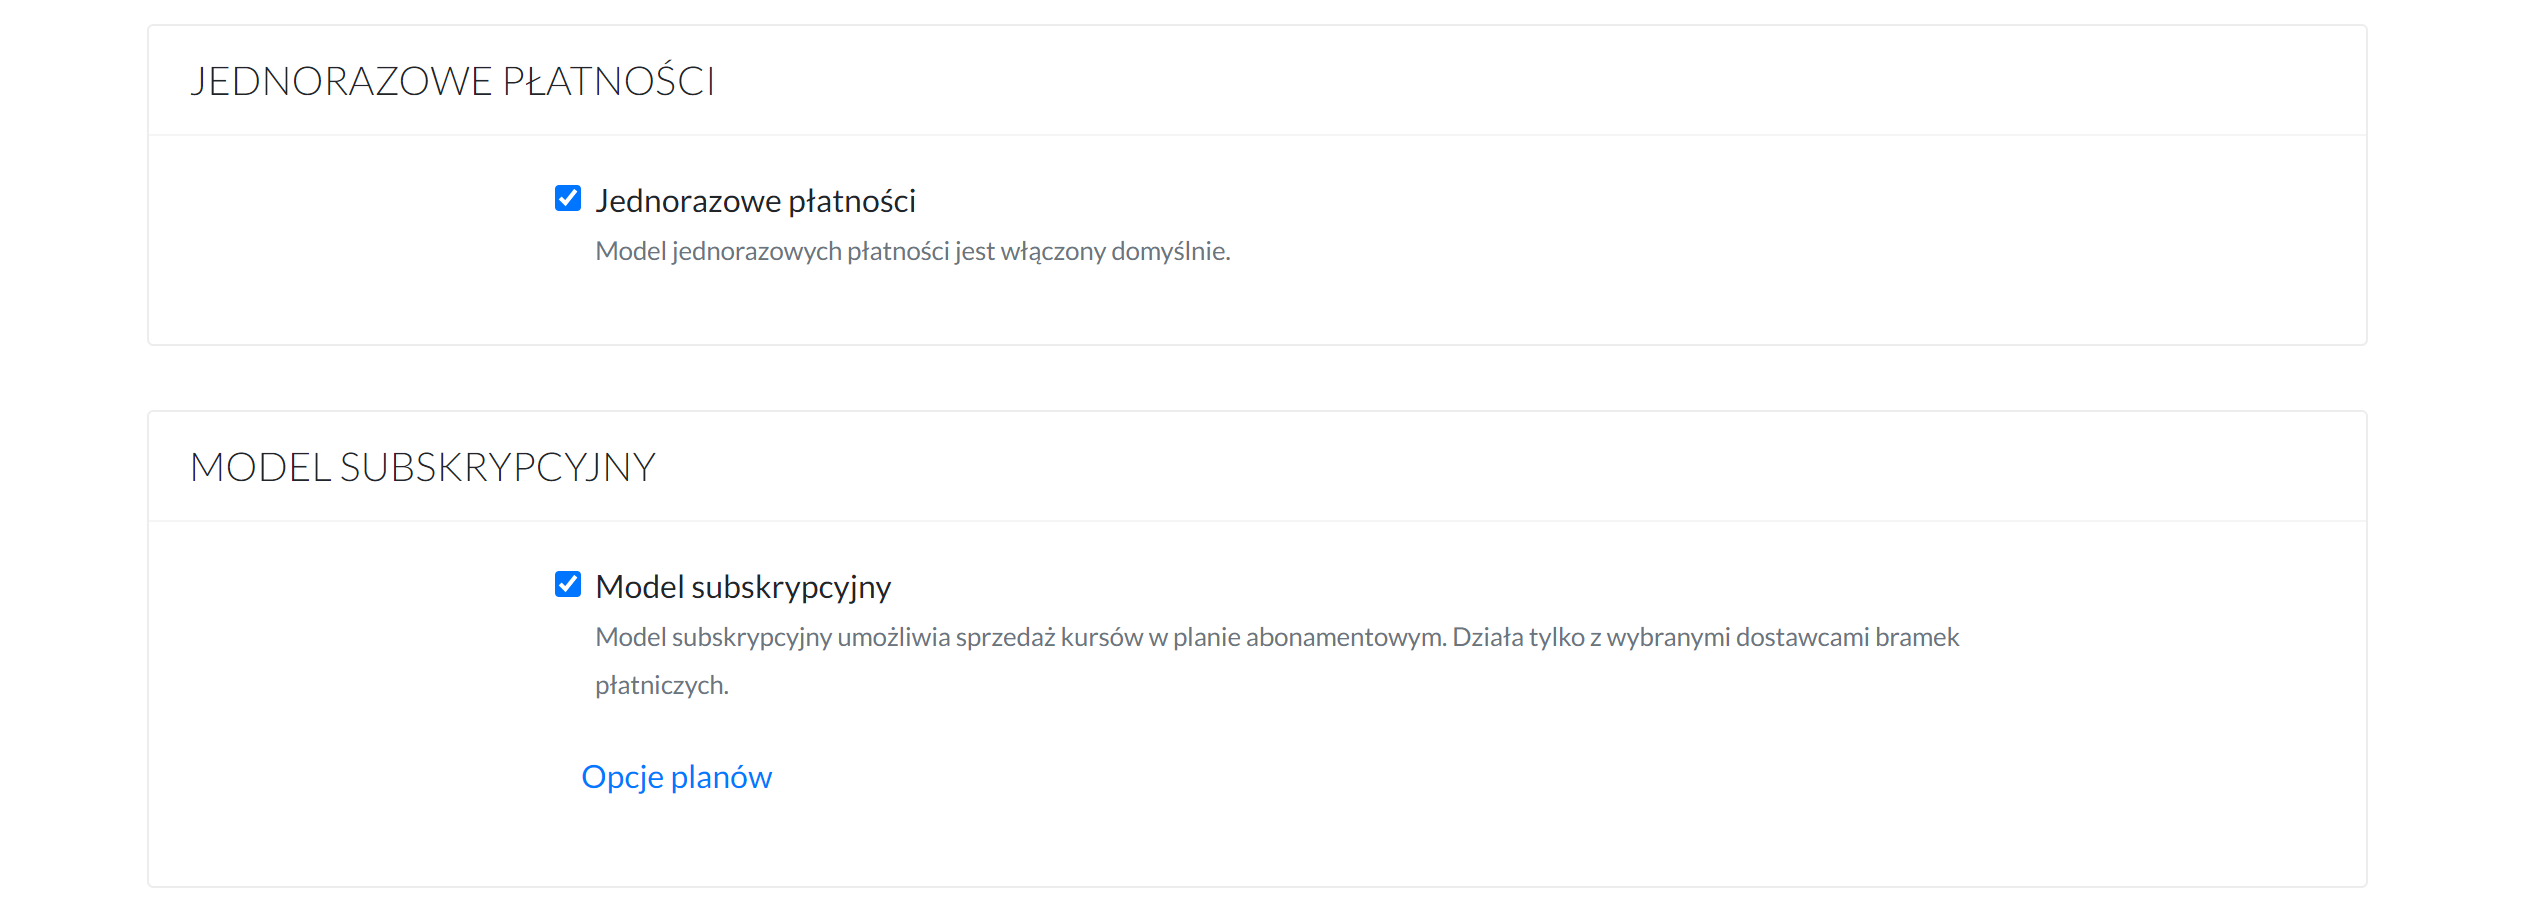 JEDNORAZOWE PŁATNOŚCI
Jednorazowe płatności
Model jednorazowych płatności jest włączony domyślnie.
MODEL SUBSKRYPCYJNY
Model subskrypcyjny
Model subskrypcyjny umożliwia sprzedaż kursów w planie abonamentowym. Działa tylko z wybranymi dostawcami bramek
płatniczych.
Opcje planów